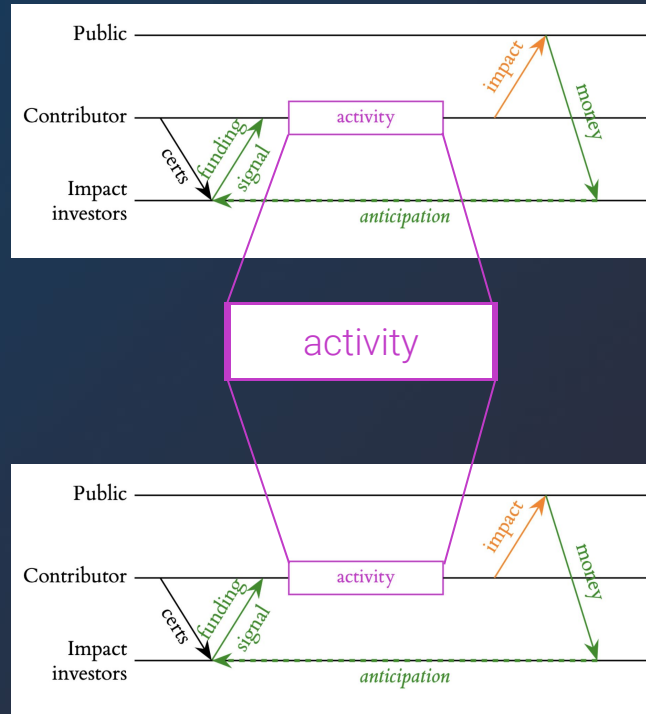 Public
impact
money
Contributor
activity
certs
funding
signal
Impact
investors
anticipation
activity
Public
impact
money
Contributor
activity
certs
funding
signal
Impact
investors
anticipation